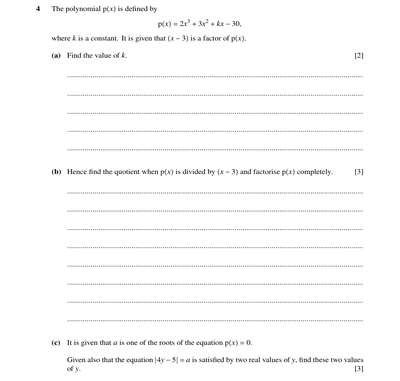 4 The polynomial p(x) is defined by
p(x) = 2x³ + 3x² + kx − 30,
where k is a constant. It is given that (x − 3) is a factor of p(x).
(a) Find the value of k. [2]
(b) Hence find the quotient when p(x) is divided by (x − 3) and factorise p(x) completely. [3]
(c) It is given that a is one of the roots of the equation p(x) = 0.
Given also that the equation |4y − 5| = a is satisfied by two real values of y, find these two values
of y. [3]